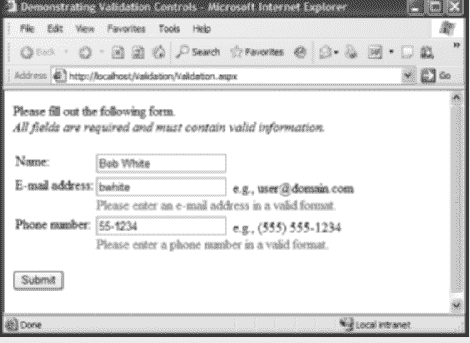 Demonstrating Validation Controls - Microsoft Internet Explorer
File Edit View Favorites Tools Help
Back Search Favorites
Address http://localhost/Validation/Validation.aspx Go
Please fill out the following form.
All fields are required and must contain valid information.
Name: Bob White
E-mail address: bwhite e.g., user@domain.com
Please enter an e-mail address in a valid format.
Phone number: 55-1234 e.g., (555) 555-1234
Please enter a phone number in a valid format.
Submit
Done Local intranet